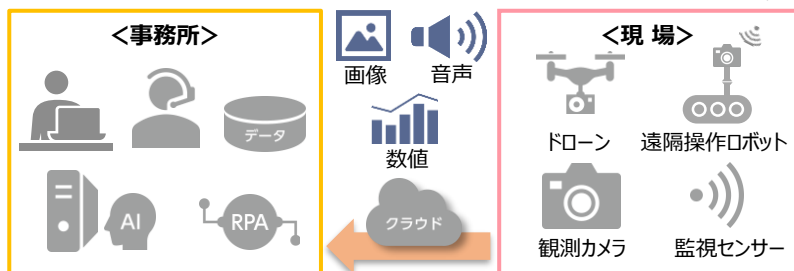 <事務所>
データ
AI
RPA
画像
音声
数値
クラウド
<現 場>
ドローン
遠隔操作ロボット
観測カメラ
監視センサー